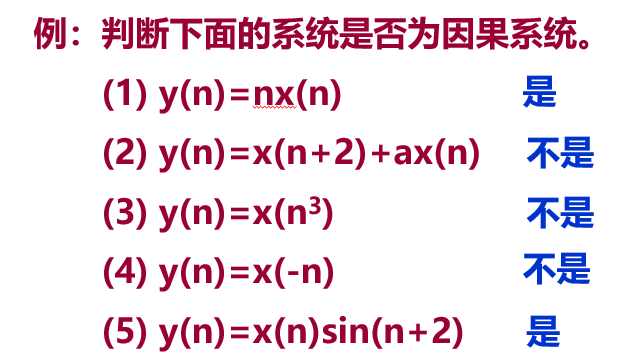 例：判断下面的系统是否为因果系统。
(1) y(n)=nx(n) 是
(2) y(n)=x(n+2)+ax(n) 不是
(3) y(n)=x(n³) 不是
(4) y(n)=x(-n) 不是
(5) y(n)=x(n)sin(n+2) 是